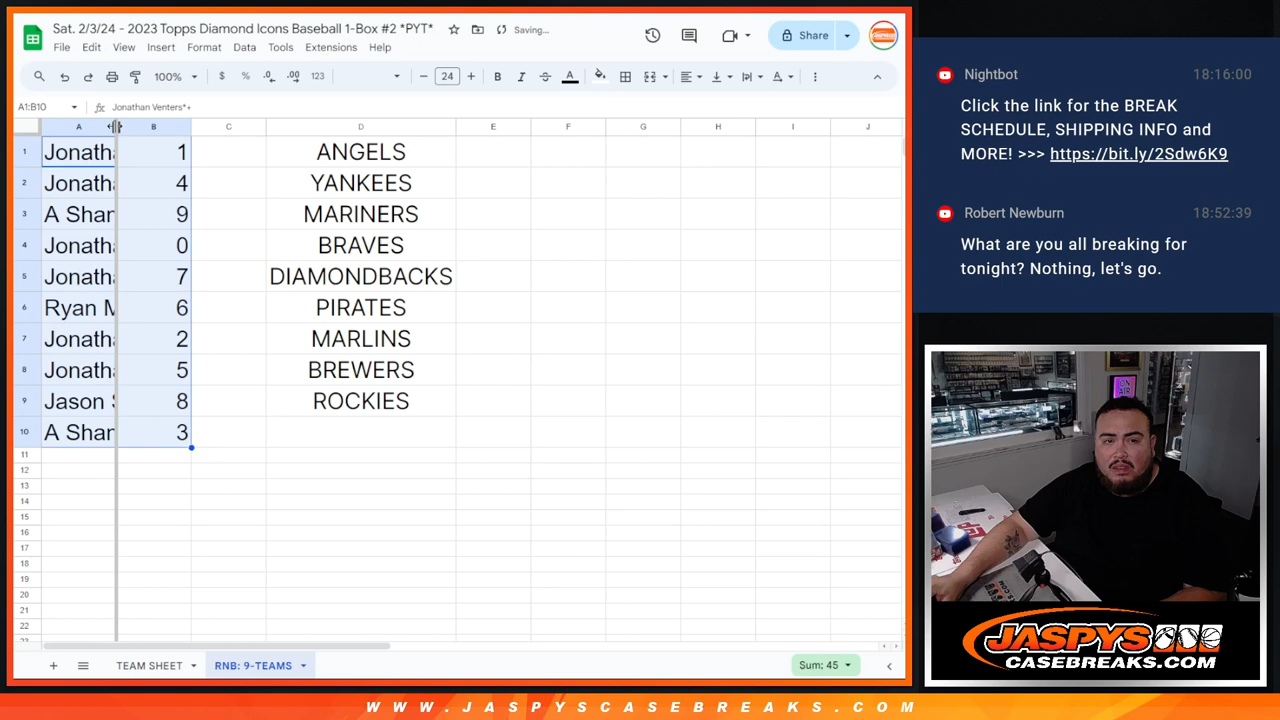 Sat. 2/3/24 - 2023 Topps Diamond Icons Baseball 1-Box #2 *PYT*
Saving...
File Edit View Insert Format Data Tools Extensions Help
Share
100% $ % .0 .00 123 24 B I A
A1:B10 fx Jonathan Venters*+
A B C D E F G H I J
1 Jonatha 1 ANGELS
2 Jonatha 4 YANKEES
3 A Shar 9 MARINERS
4 Jonatha 0 BRAVES
5 Jonatha 7 DIAMONDBACKS
6 Ryan M 6 PIRATES
7 Jonatha 2 MARLINS
8 Jonatha 5 BREWERS
9 Jason S 8 ROCKIES
10 A Shar 3
11
12
13
14
15
16
17
18
19
20
21
22
TEAM SHEET RNB: 9-TEAMS Sum: 45
Nightbot 18:16:00
Click the link for the BREAK
SCHEDULE, SHIPPING INFO and
MORE! >>> https://bit.ly/2Sdw6K9
Robert Newburn 18:52:39
What are you all breaking for
tonight? Nothing, let's go.
ON
AIR
JASPYS
CASEBREAKS.COM
WWW.JASPYSCASEBREAKS.COM